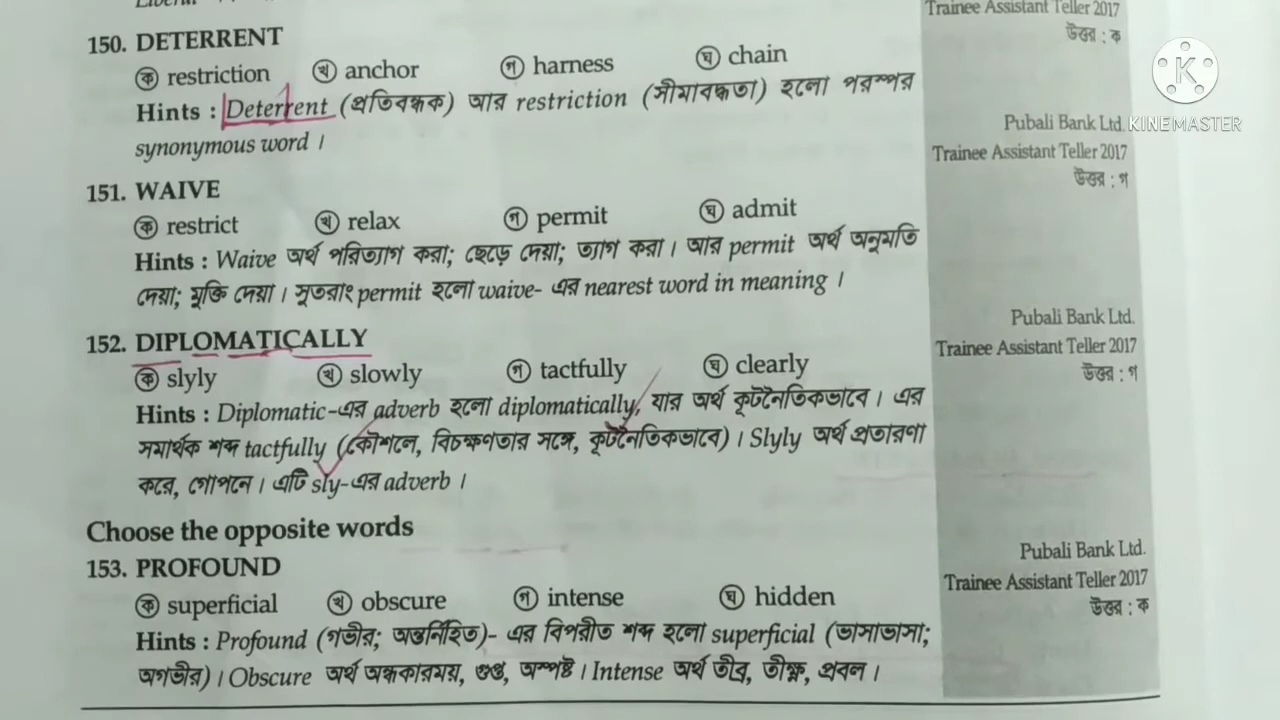 Trainee Assistant Teller 2017
উত্তর : ক
150. DETERRENT
ক restriction খ anchor গ harness ঘ chain
Hints : Deterrent (প্রতিবন্ধক) আর restriction (সীমাবদ্ধতা) হলো পরস্পর
synonymous word ।
K
KINEMASTER
Pubali Bank Ltd.
Trainee Assistant Teller 2017
উত্তর : গ
151. WAIVE
ক restrict খ relax গ permit ঘ admit
Hints : Waive অর্থ পরিত্যাগ করা; ছেড়ে দেয়া; ত্যাগ করা । আর permit অর্থ অনুমতি
দেয়া; মুক্তি দেয়া । সুতরাং permit হলো waive- এর nearest word in meaning ।
Pubali Bank Ltd.
Trainee Assistant Teller 2017
উত্তর : গ
152. DIPLOMATICALLY
ক slyly খ slowly গ tactfully ঘ clearly
Hints : Diplomatic-এর adverb হলো diplomatically, যার অর্থ কূটনৈতিকভাবে । এর
সমার্থক শব্দ tactfully (কৌশলে, বিচক্ষণতার সঙ্গে, কূটনৈতিকভাবে) । Slyly অর্থ প্রতারণা
করে, গোপনে । এটি sly-এর adverb ।
Choose the opposite words
153. PROFOUND
ক superficial খ obscure গ intense ঘ hidden
Hints : Profound (গভীর; অন্তর্নিহিত)- এর বিপরীত শব্দ হলো superficial (ভাসাভাসা;
অগভীর) । Obscure অর্থ অন্ধকারময়, গুপ্ত, অস্পষ্ট । Intense অর্থ তীব্র, তীক্ষ্ণ, প্রবল ।
Pubali Bank Ltd.
Trainee Assistant Teller 2017
উত্তর : ক